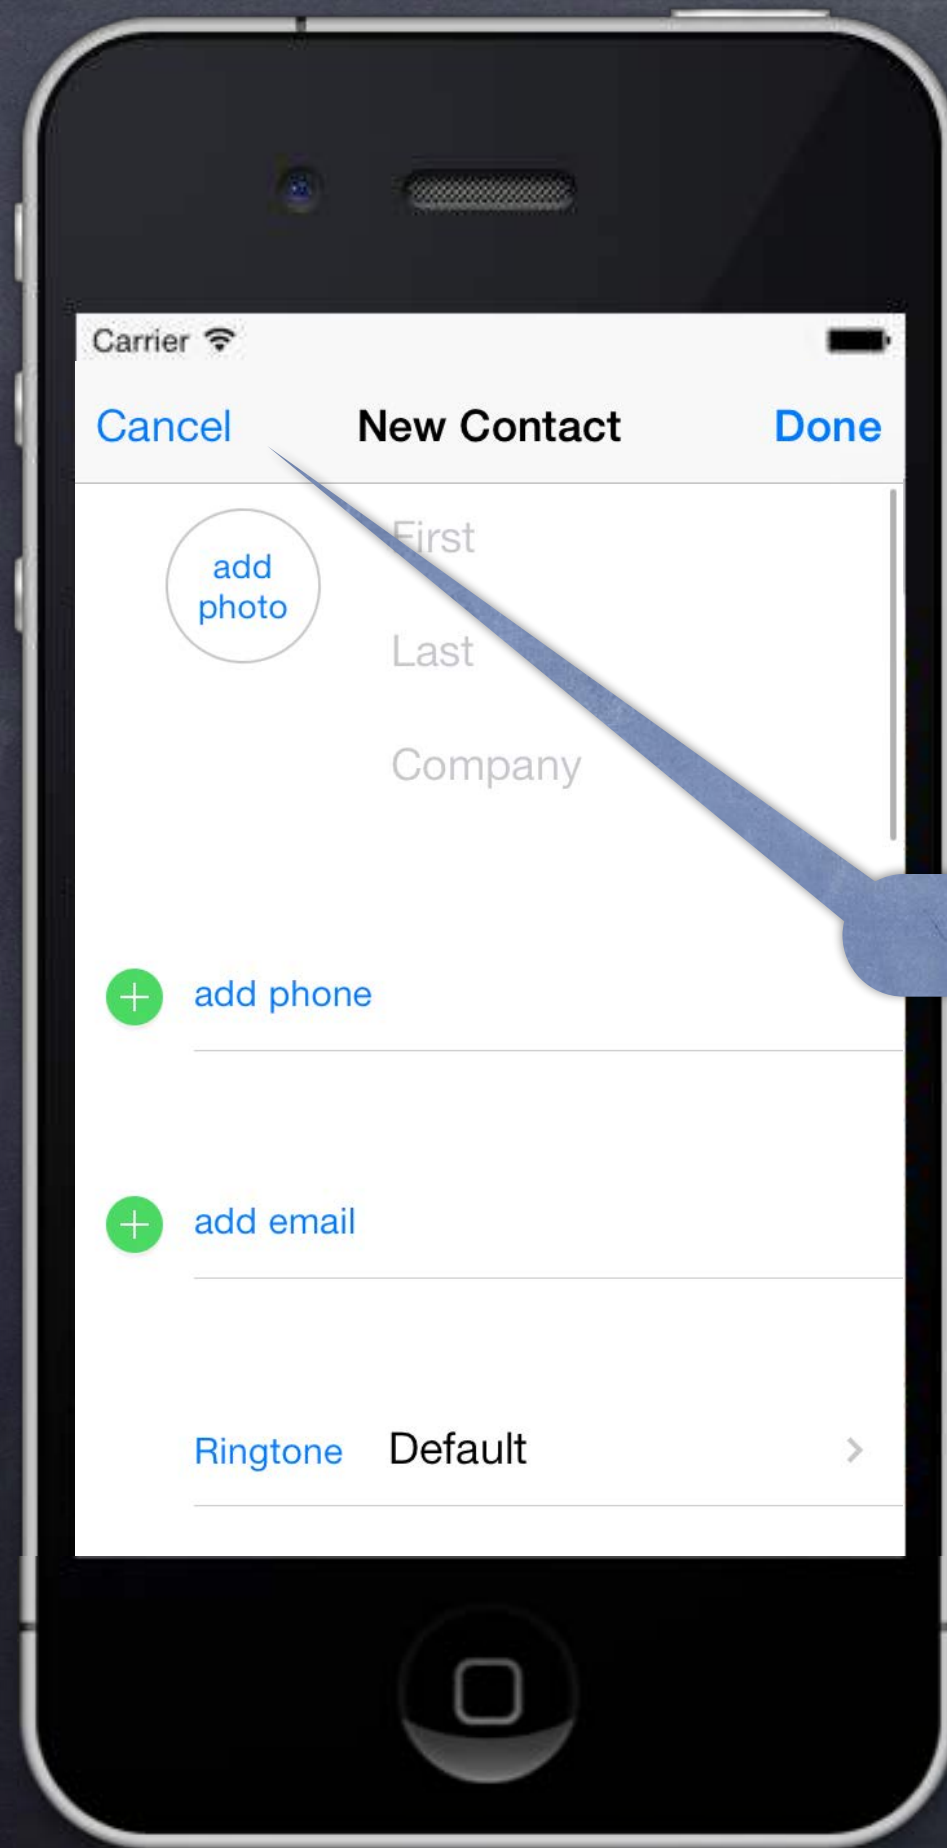 Carrier
Cancel New Contact Done
add
photo
First
Last
Company
add phone
add email
Ringtone Default